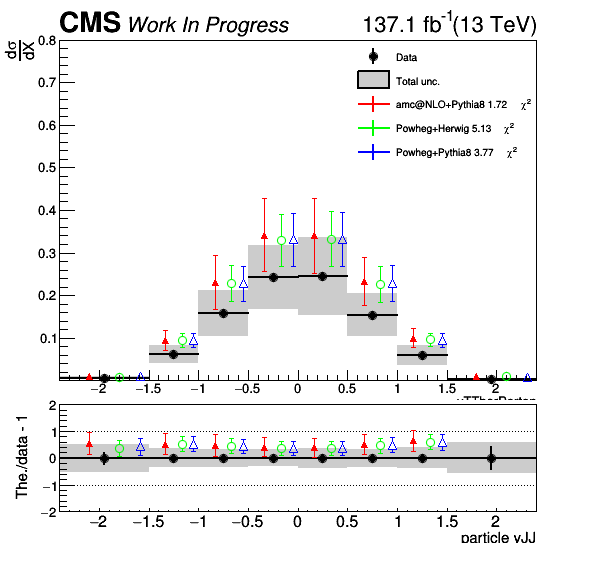 CMS Work In Progress 137.1 fb-1(13 TeV)
dσ
dX
0.8
0.7
0.6
0.5
0.4
0.3
0.2
0.1
Data
Total unc.
amc@NLO+Pythia8 1.72 χ2
Powheg+Herwig 5.13 χ2
Powheg+Pythia8 3.77 χ2
−2 −1.5 −1 −0.5 0 0.5 1 1.5 2
The./data - 1
2
1
0
−1
−2
−2 −1.5 −1 −0.5 0 0.5 1 1.5 2
particle yJJ